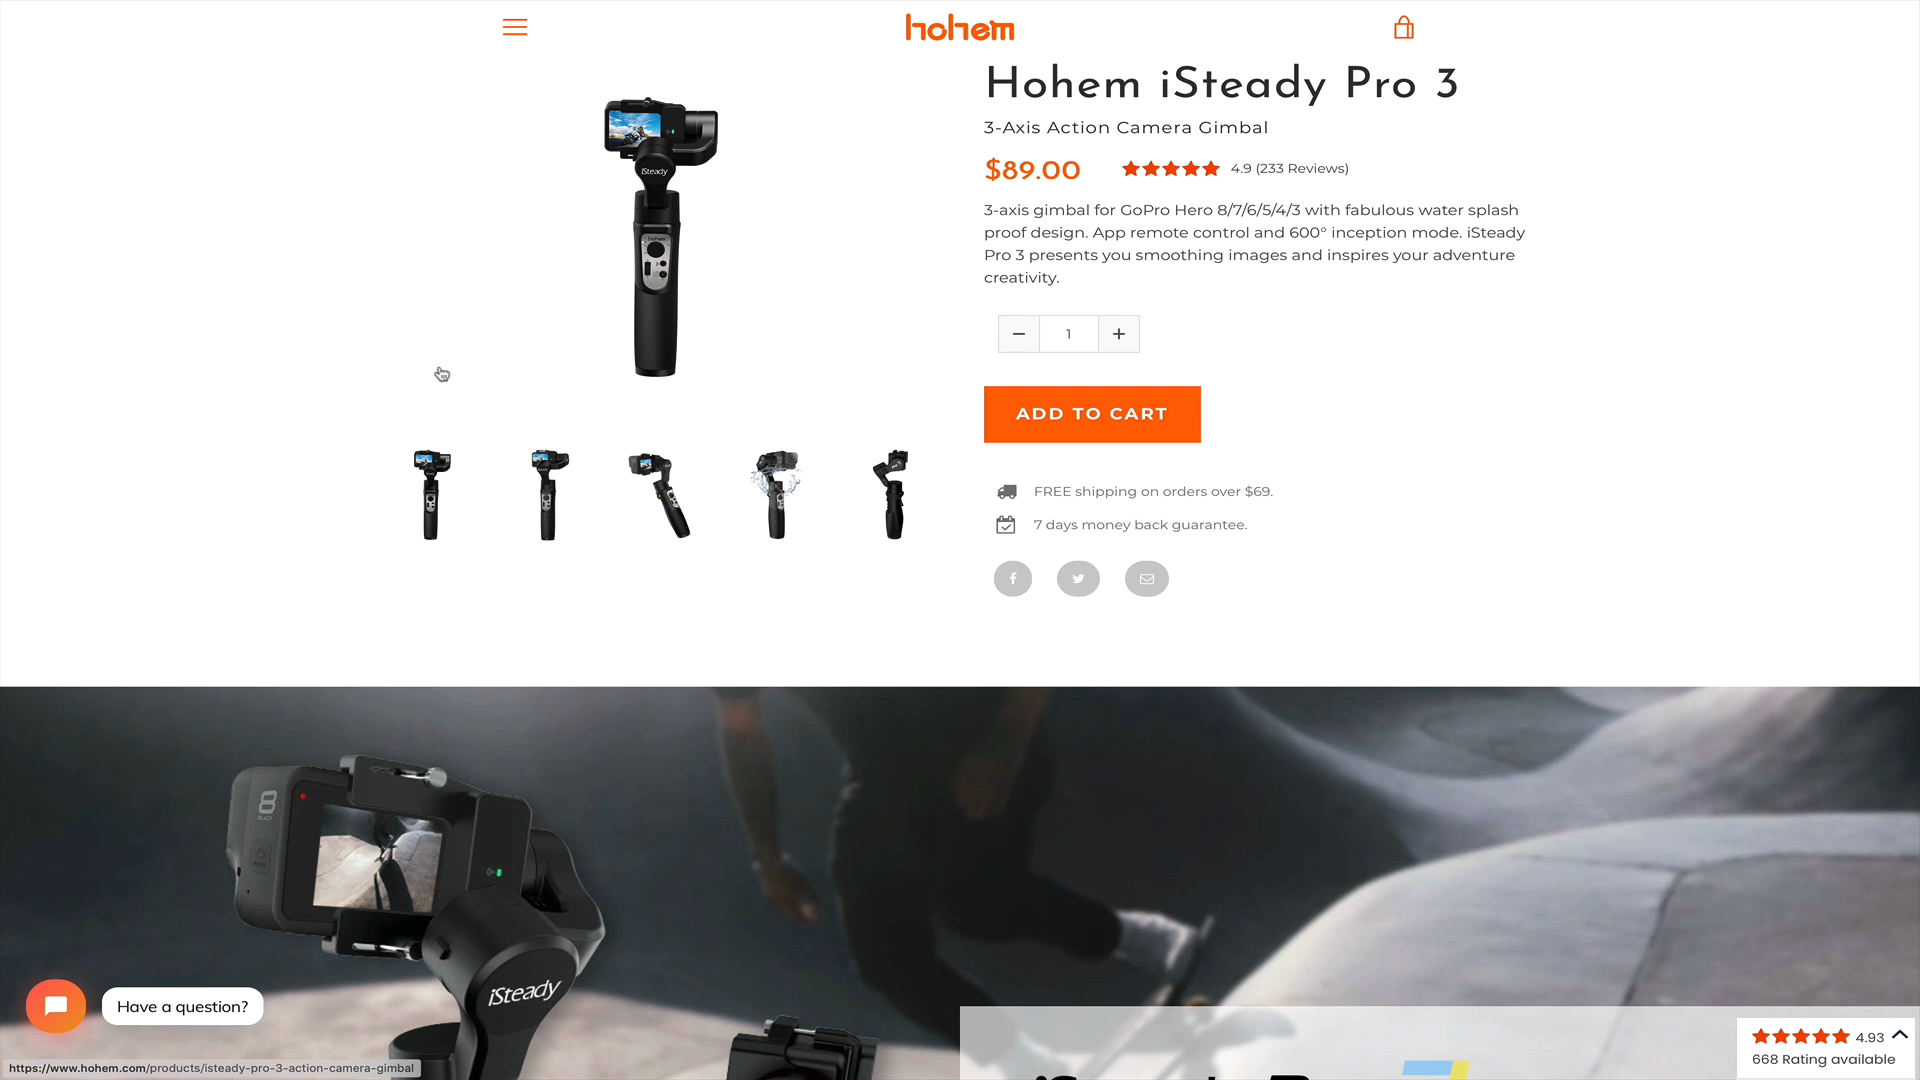 hohem
Hohem iSteady Pro 3
3-Axis Action Camera Gimbal
$89.00
4.9 (233 Reviews)
3-axis gimbal for GoPro Hero 8/7/6/5/4/3 with fabulous water splash
proof design. App remote control and 600° inception mode. iSteady
Pro 3 presents you smoothing images and inspires your adventure
creativity.
1
ADD TO CART
FREE shipping on orders over $69.
7 days money back guarantee.
iSteady
hohem
8
BLACK
iSteady
Have a question?
4.93
668 Rating available
https://www.hohem.com/products/isteady-pro-3-action-camera-gimbal